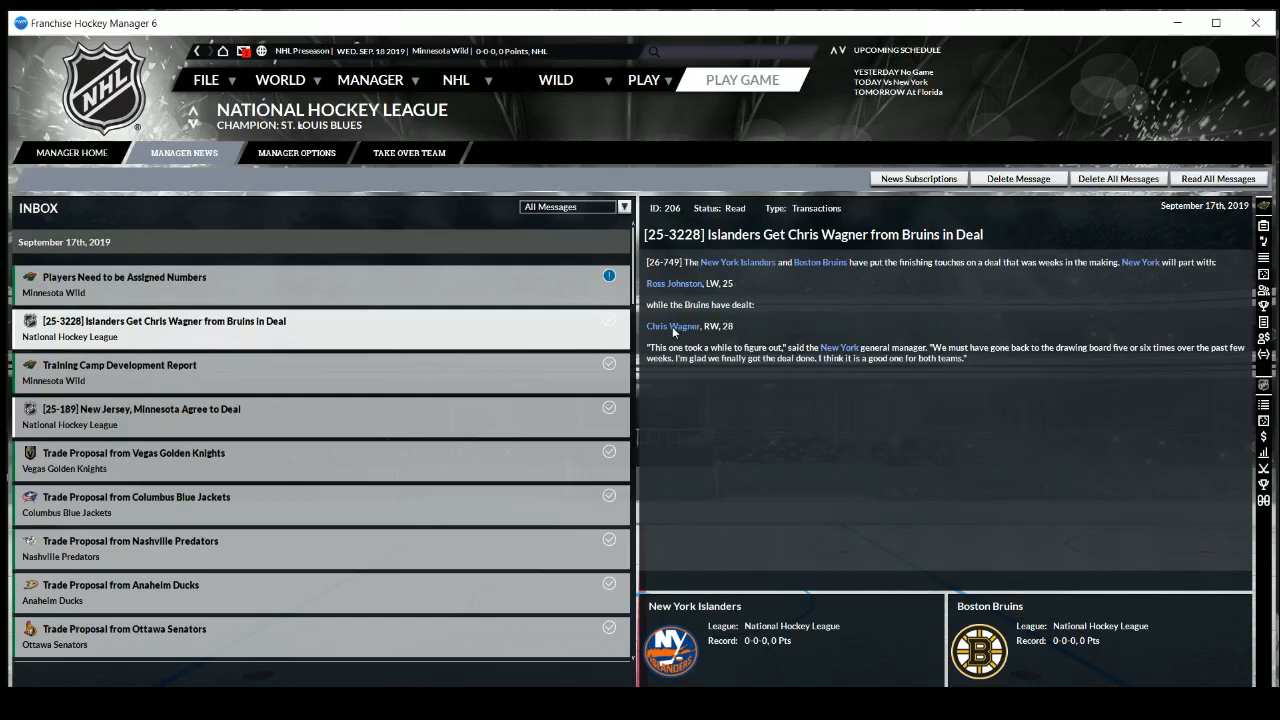 Franchise Hockey Manager 6
NHL Preseason | WED. SEP. 18 2019 | Minnesota Wild | 0-0-0, 0 Points, NHL
UPCOMING SCHEDULE
YESTERDAY No Game
TODAY Vs New York
TOMORROW At Florida
FILE
WORLD
MANAGER
NHL
WILD
PLAY
PLAY GAME
NHL
NATIONAL HOCKEY LEAGUE
CHAMPION: ST. LOUIS BLUES
MANAGER HOME
MANAGER NEWS
MANAGER OPTIONS
TAKE OVER TEAM
News Subscriptions
Delete Message
Delete All Messages
Read All Messages
INBOX
All Messages
September 17th, 2019
Players Need to be Assigned Numbers
Minnesota Wild
[25-3228] Islanders Get Chris Wagner from Bruins in Deal
National Hockey League
Training Camp Development Report
Minnesota Wild
[25-189] New Jersey, Minnesota Agree to Deal
National Hockey League
Trade Proposal from Vegas Golden Knights
Vegas Golden Knights
Trade Proposal from Columbus Blue Jackets
Columbus Blue Jackets
Trade Proposal from Nashville Predators
Nashville Predators
Trade Proposal from Anaheim Ducks
Anaheim Ducks
Trade Proposal from Ottawa Senators
Ottawa Senators
ID: 206 Status: Read Type: Transactions
September 17th, 2019
[25-3228] Islanders Get Chris Wagner from Bruins in Deal
[26-749] The New York Islanders and Boston Bruins have put the finishing touches on a deal that was weeks in the making. New York will part with:
Ross Johnston, LW, 25
while the Bruins have dealt:
Chris Wagner, RW, 28
"This one took a while to figure out," said the New York general manager. "We must have gone back to the drawing board five or six times over the past few
weeks. I'm glad we finally got the deal done. I think it is a good one for both teams."
New York Islanders
League: National Hockey League
Record: 0-0-0, 0 Pts
NY
ISLANDERS
Boston Bruins
League: National Hockey League
Record: 0-0-0, 0 Pts
B